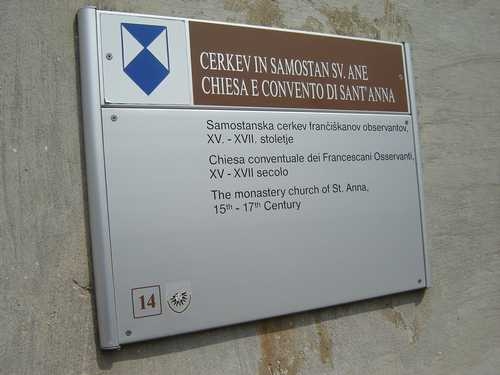 CERKEV IN SAMOSTAN SV. ANE
CHIESA E CONVENTO DI SANT'ANNA
Samostanska cerkev frančiškanov observantov,
XV. - XVII. stoletje
Chiesa conventuale dei Francescani Osservanti,
XV - XVII secolo
The monastery church of St. Anna,
15th - 17th Century
14